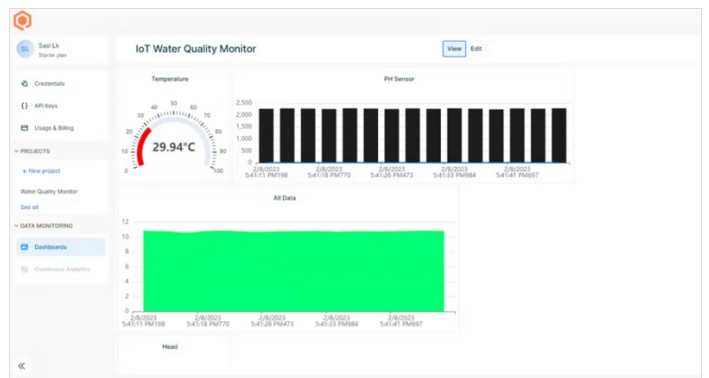 SL
Sasi Lk
Starter plan
Credentials
{} API Keys
Usage & Billing
PROJECTS
+ New project
Water Quality Monitor
See all
DATA MONITORING
Dashboards
Continuous Analytics
IoT Water Quality Monitor
View Edit
Temperature
0
10
20
30
40
50
60
70
80
90
100
29.94°C
PH Sensor
2,500
2,000
1,500
1,000
500
0
2/8/2023 2/8/2023 2/8/2023 2/8/2023 2/8/2023
5:41:11 PM198 5:41:18 PM770 5:41:26 PM473 5:41:33 PM984 5:41:41 PM697
All Data
12
10
8
6
4
2
0
2/8/2023 2/8/2023 2/8/2023 2/8/2023 2/8/2023
5:41:11 PM198 5:41:18 PM770 5:41:26 PM473 5:41:33 PM984 5:41:41 PM697
Head